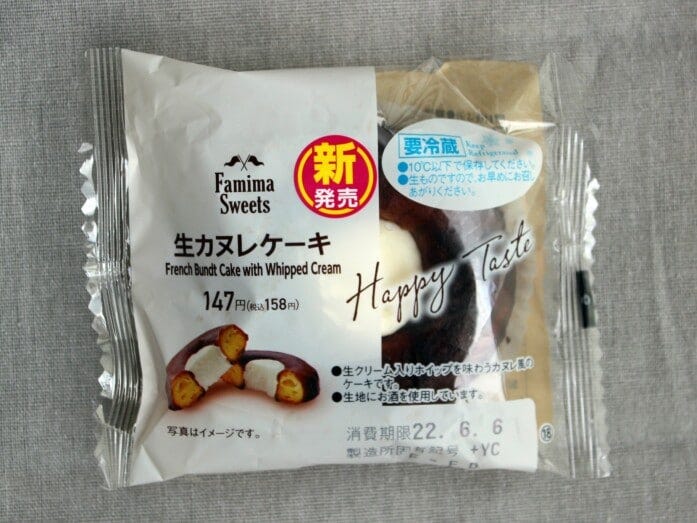 Famima
Sweets
新
発売
要冷蔵
Keep
Refrigerated
●10℃以下で保存してください。
●生ものですので、お早めにお召し
あがりください。
生カヌレケーキ
French Bundt Cake with Whipped Cream
147円(税込158円)
Happy Taste
●生クリーム入りホイップを味わうカヌレ風の
ケーキです。
●生地にお酒を使用しています。
写真はイメージです。
消費期限22. 6. 6
製造所固有記号 +YC
18